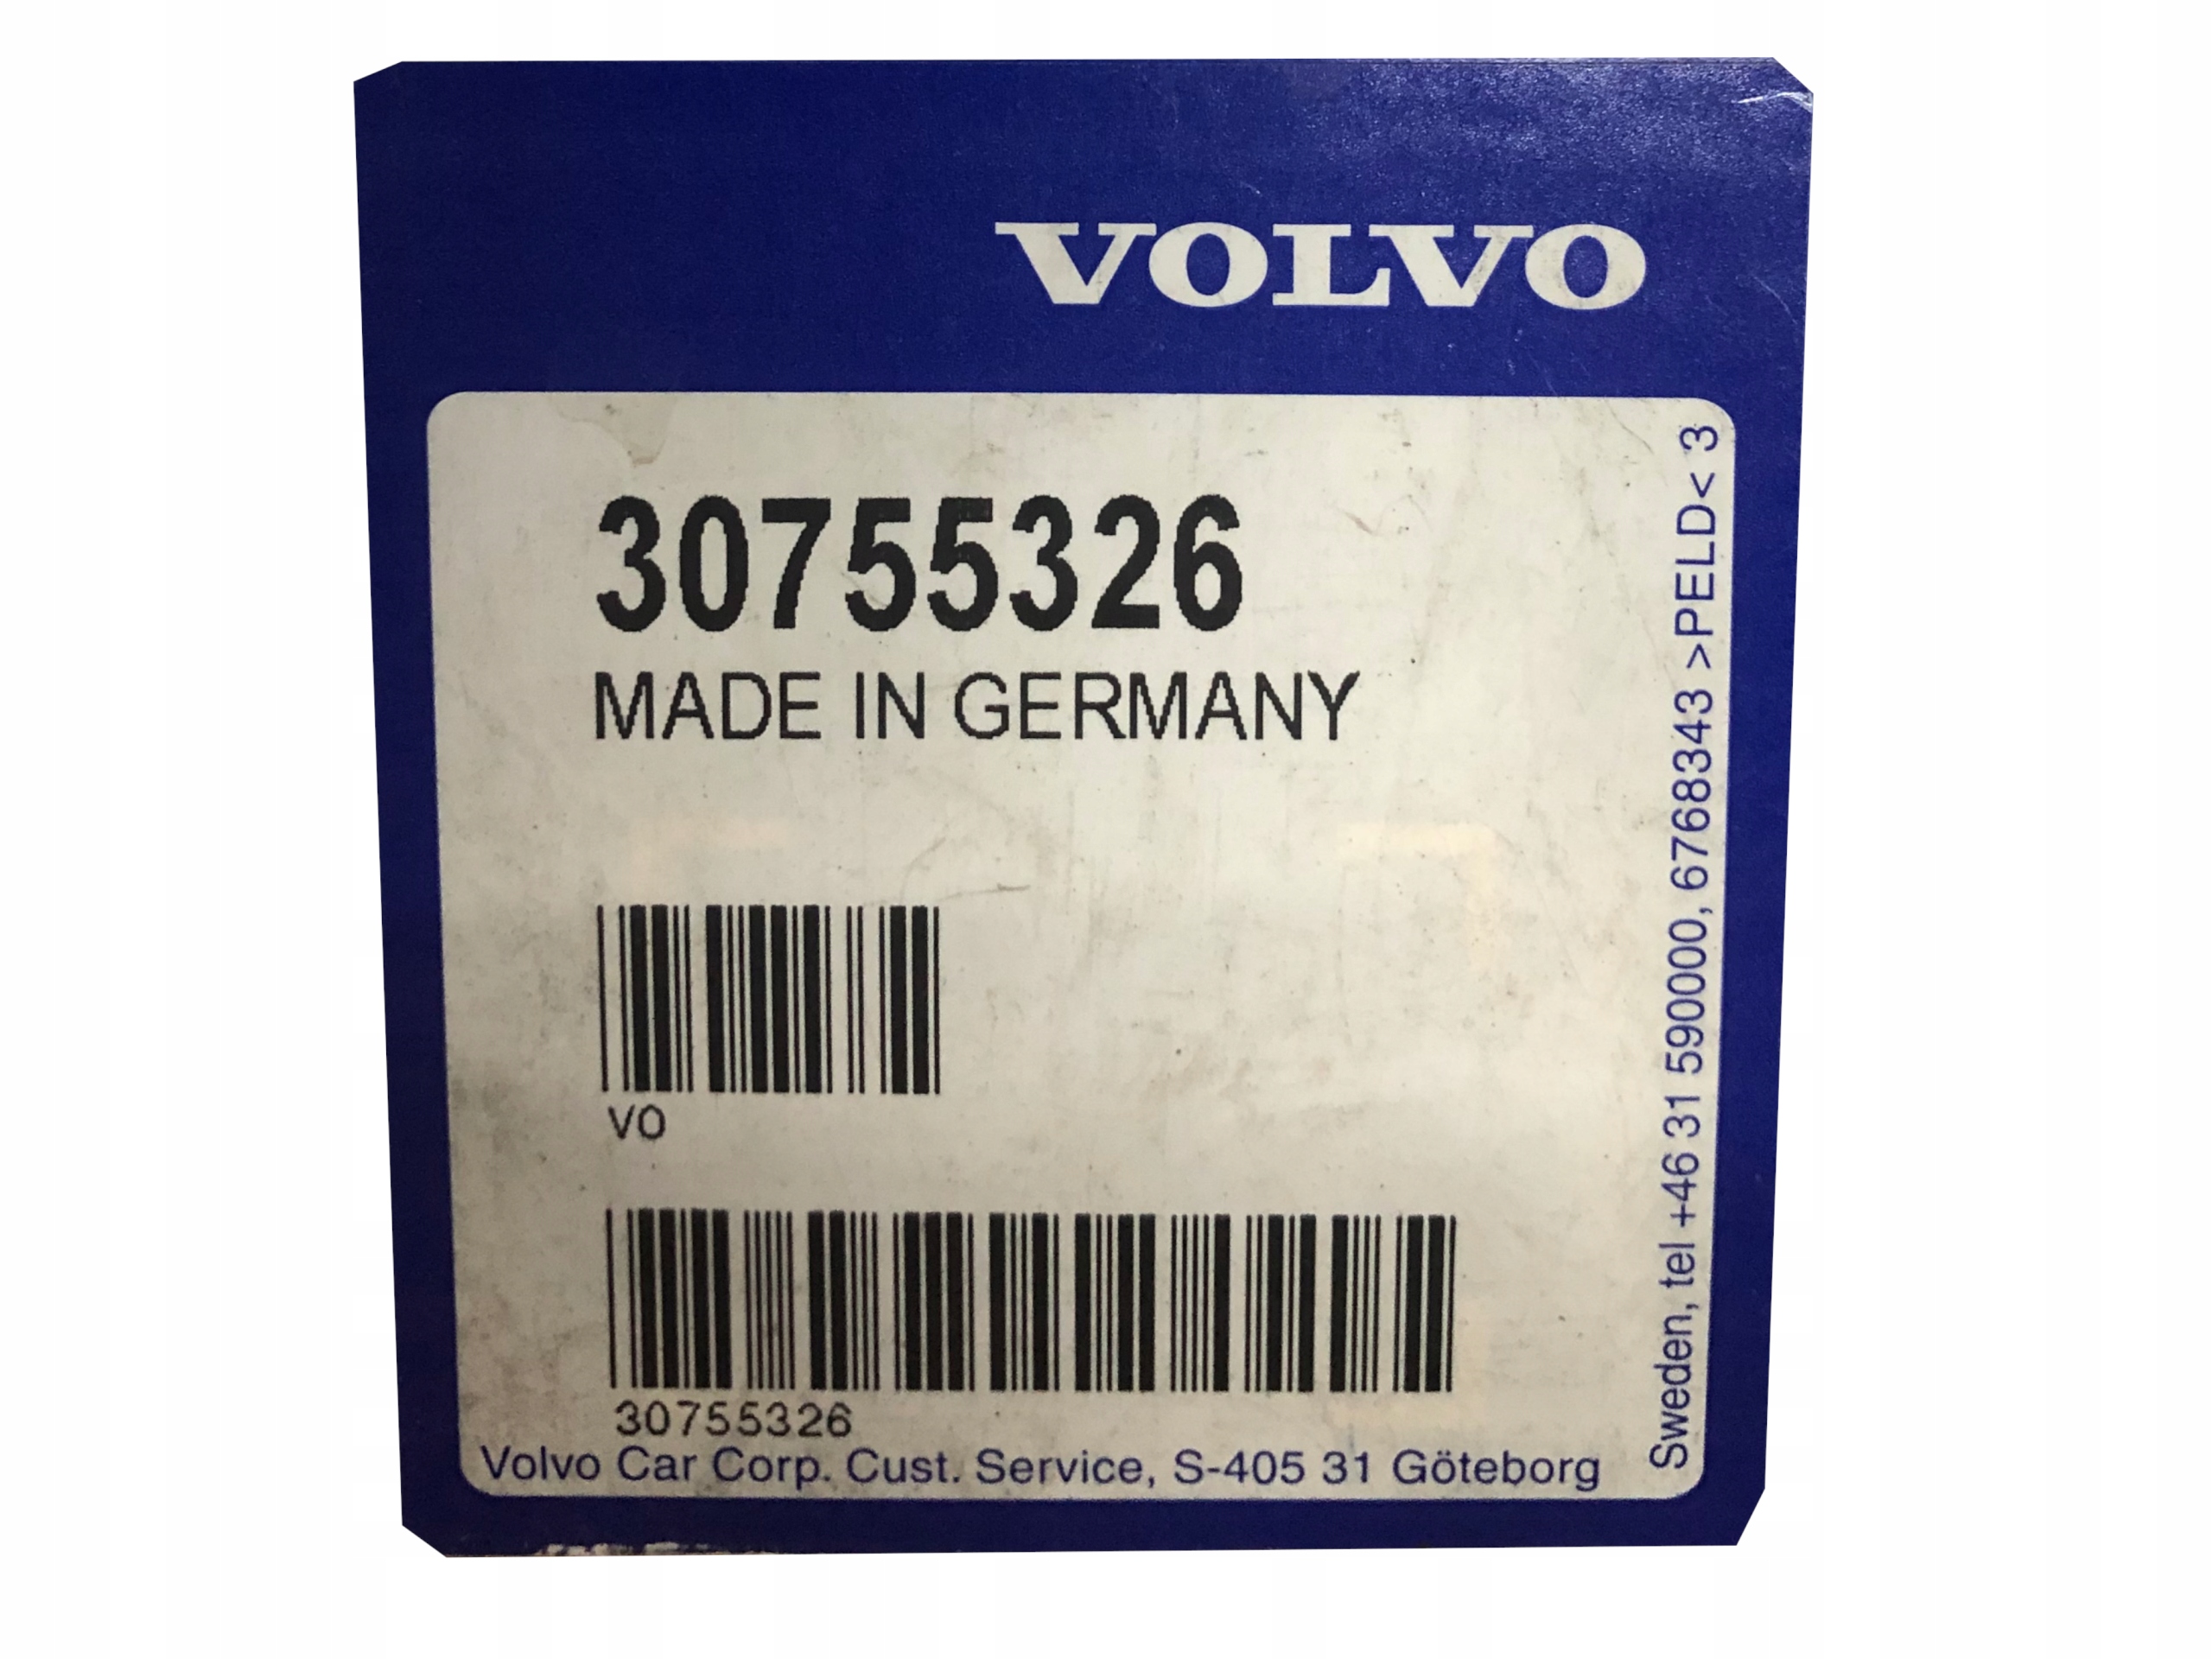 VOLVO
30755326
MADE IN GERMANY
VO
30755326
Volvo Car Corp. Cust. Service, S-405 31 Göteborg
Sweden, tel +46 31 590000, 6768343 >PELD< 3